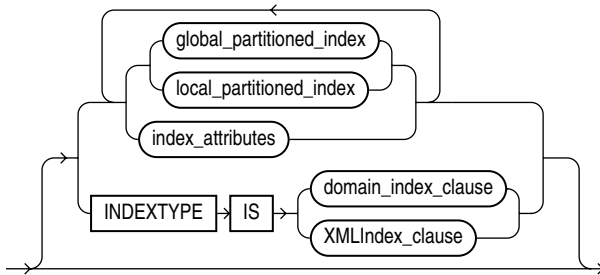 global_partitioned_index
local_partitioned_index
index_attributes
domain_index_clause
INDEXTYPE IS
XMLIndex_clause